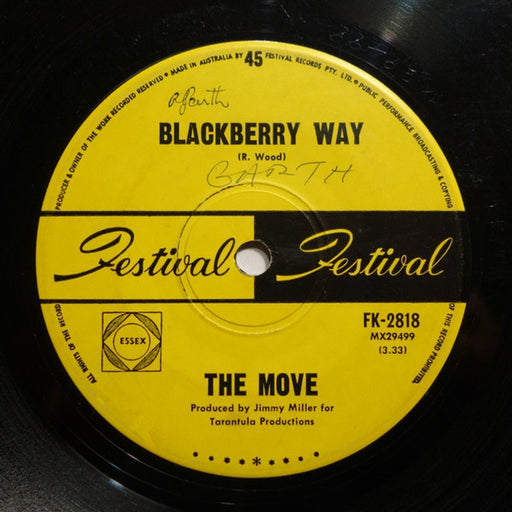 PRODUCER & OWNER OF THE WORK RECORDED RESERVED • MADE IN AUSTRALIA BY 45 FESTIVAL RECORDS PTY. LTD. • PUBLIC PERFORMANCE BROADCASTING & COPYING
BLACKBERRY WAY
(R. Wood)
GARTH
Festival Festival
ESSEX
FK-2818
MX29499
(3.33)
THE MOVE
Produced by Jimmy Miller for
Tarantula Productions
ALL RIGHTS OF THE RECORD
OF THIS RECORD PROHIBITED.